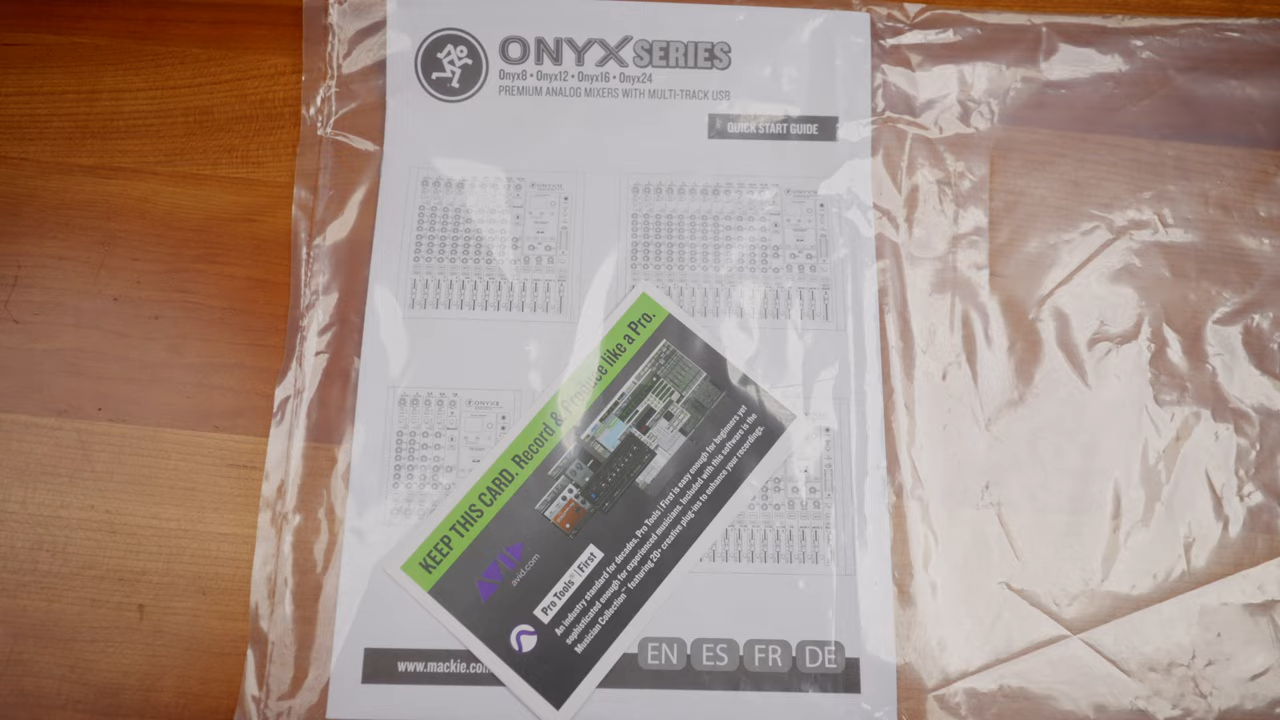 ONYX SERIES
Onyx8 • Onyx12 • Onyx16 • Onyx24
PREMIUM ANALOG MIXERS WITH MULTI-TRACK USB
QUICK START GUIDE
KEEP THIS CARD. Record & Produce like a Pro.
AVID
avid.com
Pro Tools® | First
An industry standard for decades, Pro Tools | First is easy enough for beginners yet
sophisticated enough for experienced musicians. Included with this software is the
Musician Collection™ featuring 20+ creative plug-ins to enhance your recordings.
www.mackie.com
EN ES FR DE